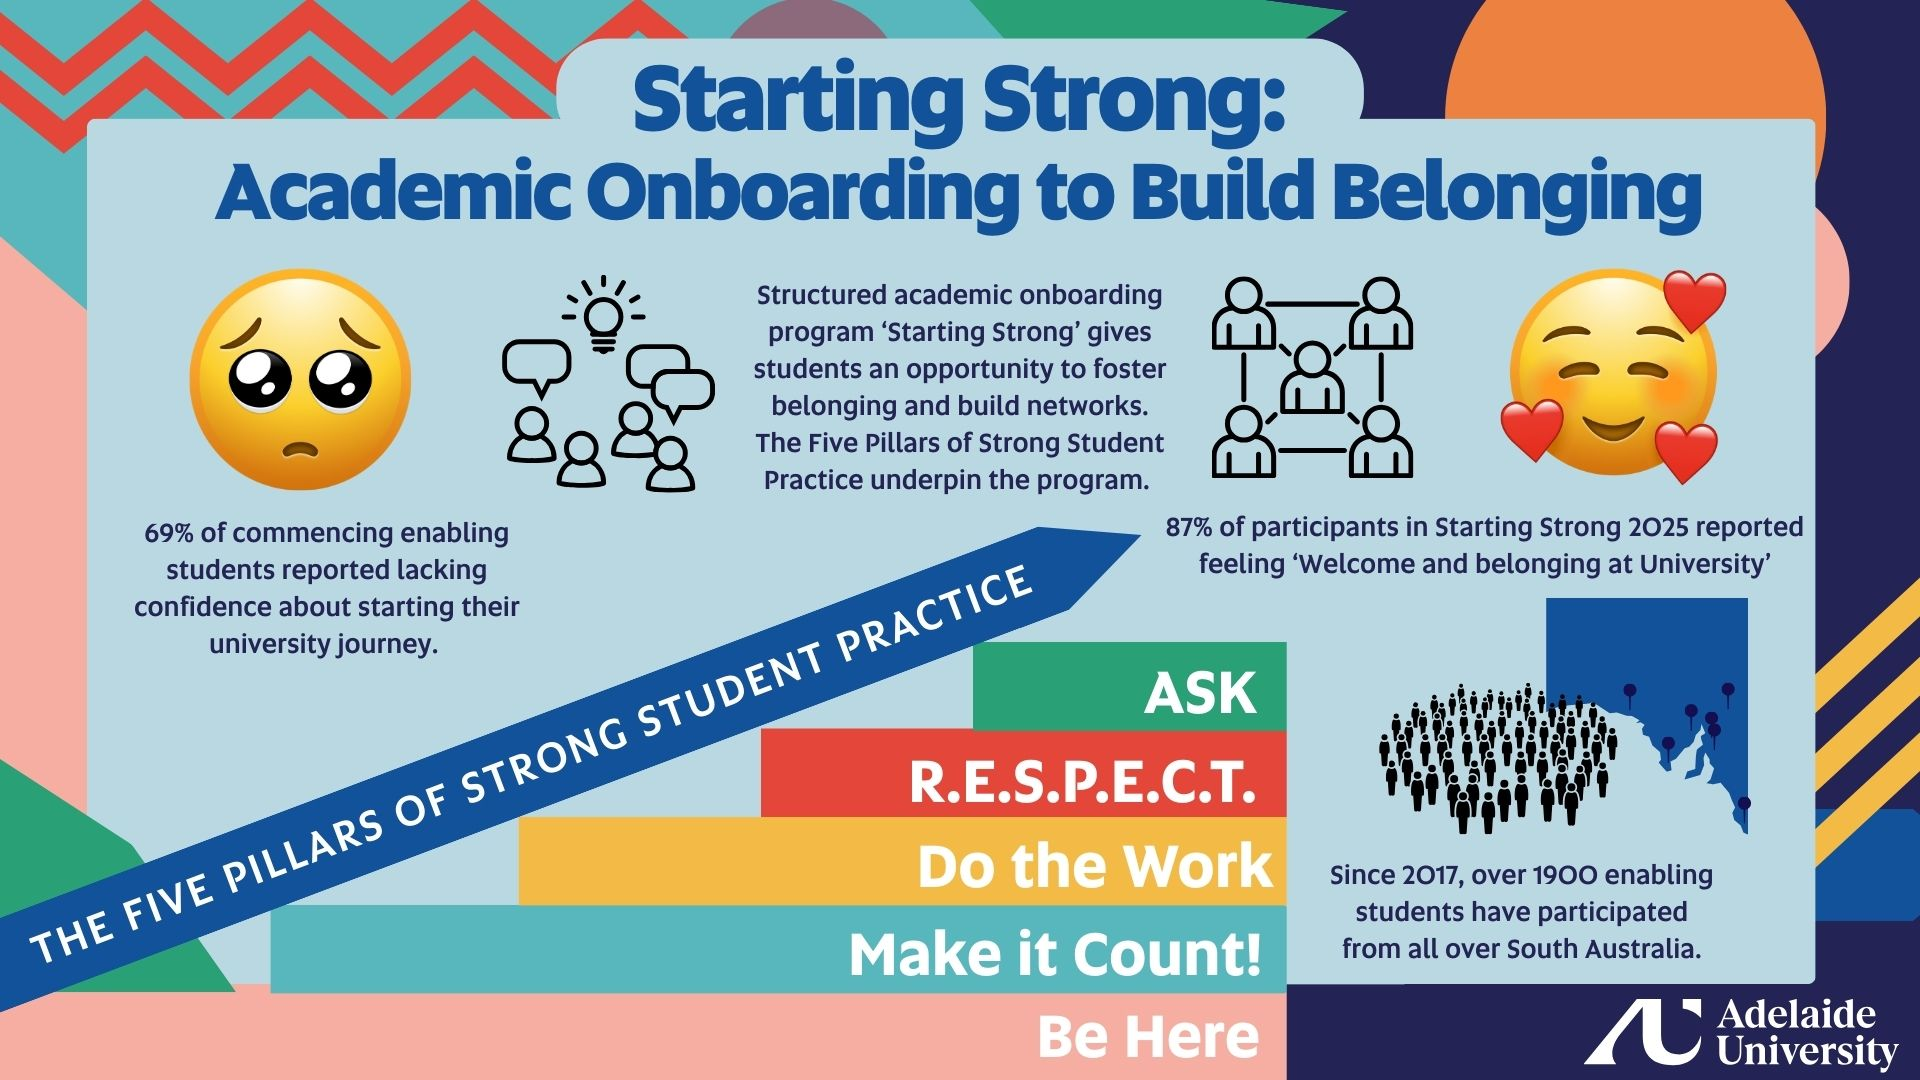 Starting Strong:
Academic Onboarding to Build Belonging
69% of commencing enabling
students reported lacking
confidence about starting their
university journey.
Structured academic onboarding
program ‘Starting Strong’ gives
students an opportunity to foster
belonging and build networks.
The Five Pillars of Strong Student
Practice underpin the program.
87% of participants in Starting Strong 2025 reported
feeling ‘Welcome and belonging at University’
THE FIVE PILLARS OF STRONG STUDENT PRACTICE
ASK
R.E.S.P.E.C.T.
Do the Work
Make it Count!
Be Here
Since 2017, over 1900 enabling
students have participated
from all over South Australia.
Adelaide
University